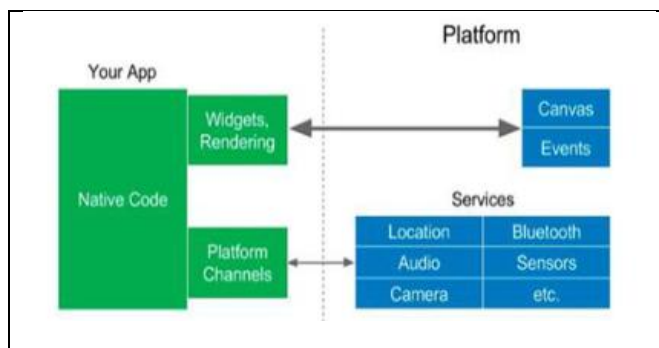 Platform
Your App
Widgets,
Rendering
Canvas
Events
Native Code
Services
Platform
Channels
Location
Bluetooth
Audio
Sensors
Camera
etc.